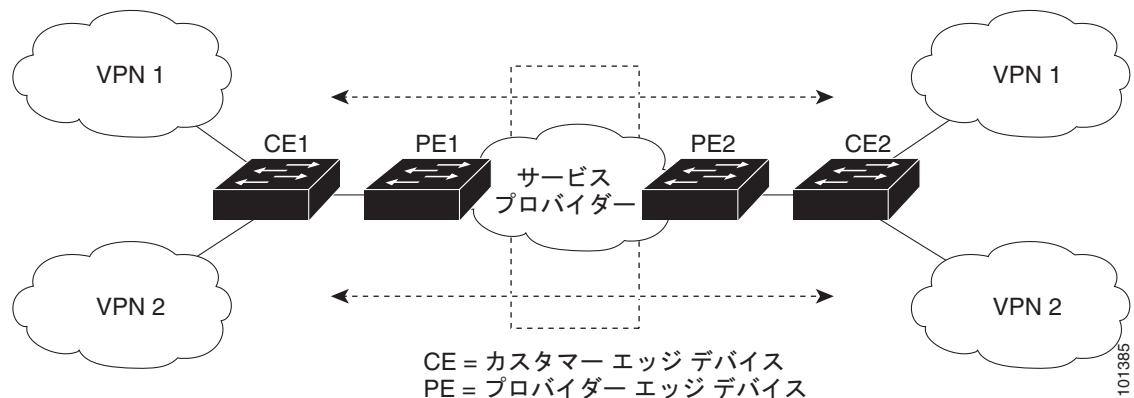 VPN 1
VPN 1
CE1
PE1
PE2
CE2
サービス
プロバイダー
VPN 2
VPN 2
CE = カスタマー エッジ デバイス
PE = プロバイダー エッジ デバイス
101385